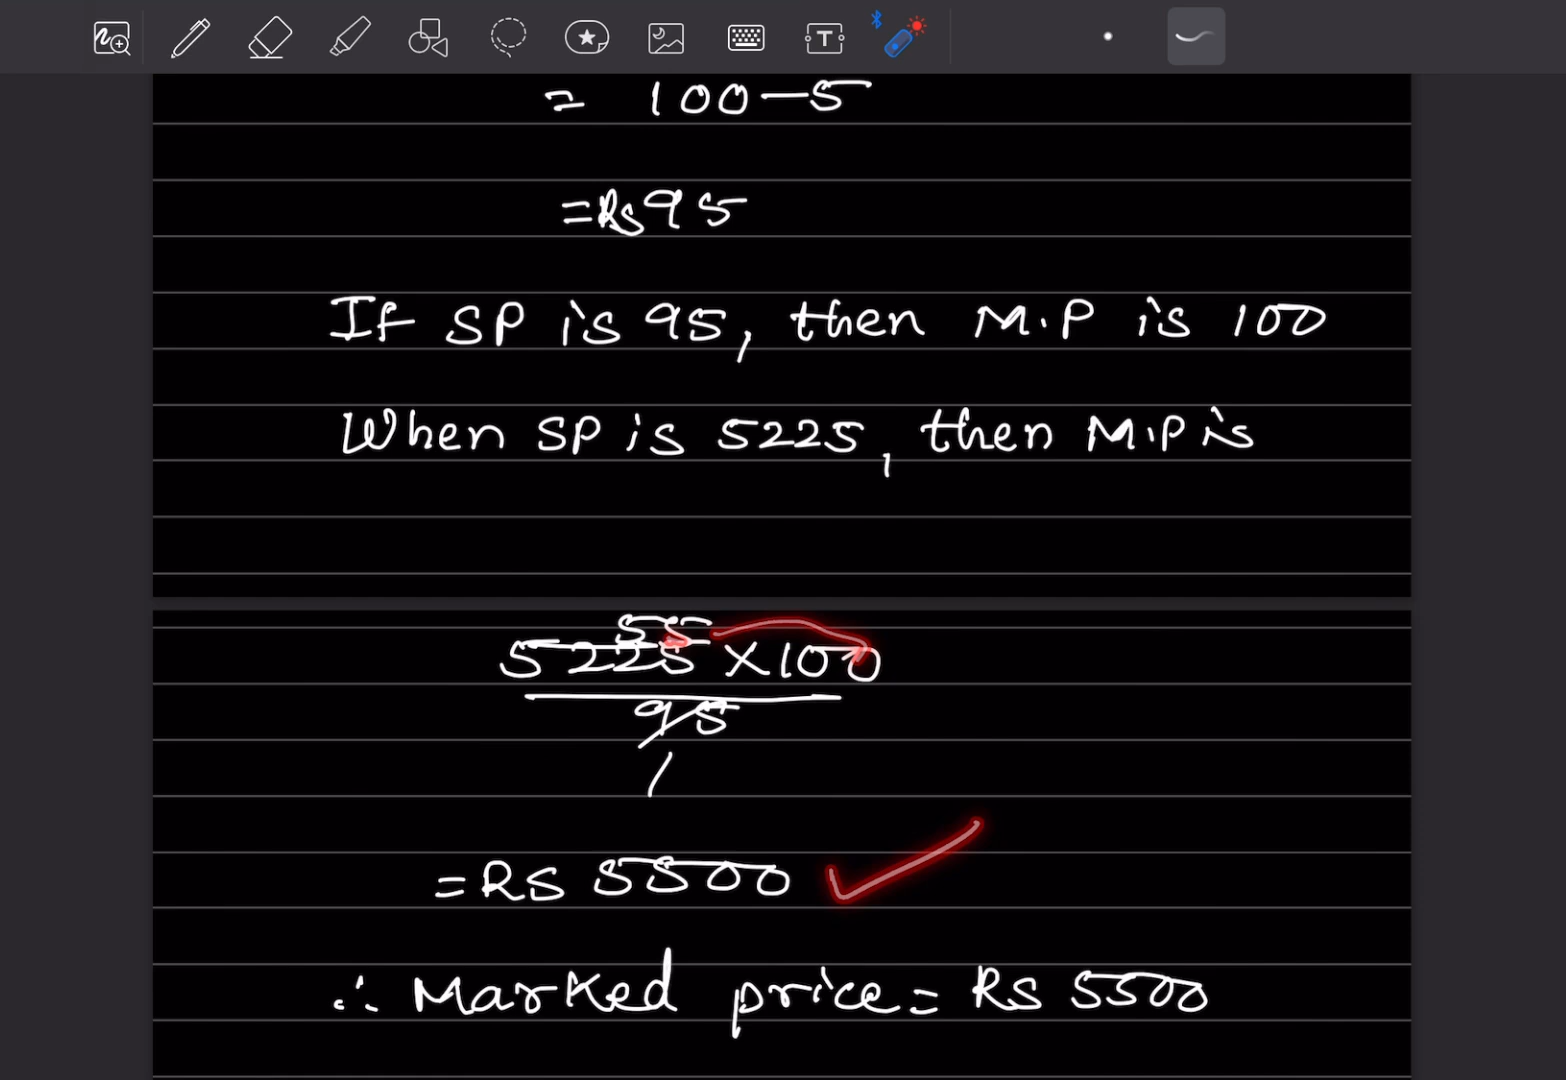 = 100-5
=Rs 95
If SP is 95, then M.P is 100
When SP is 5225, then M.P is
55
5225 X100
95
1
=RS 5500
∴ Marked price= Rs 5500